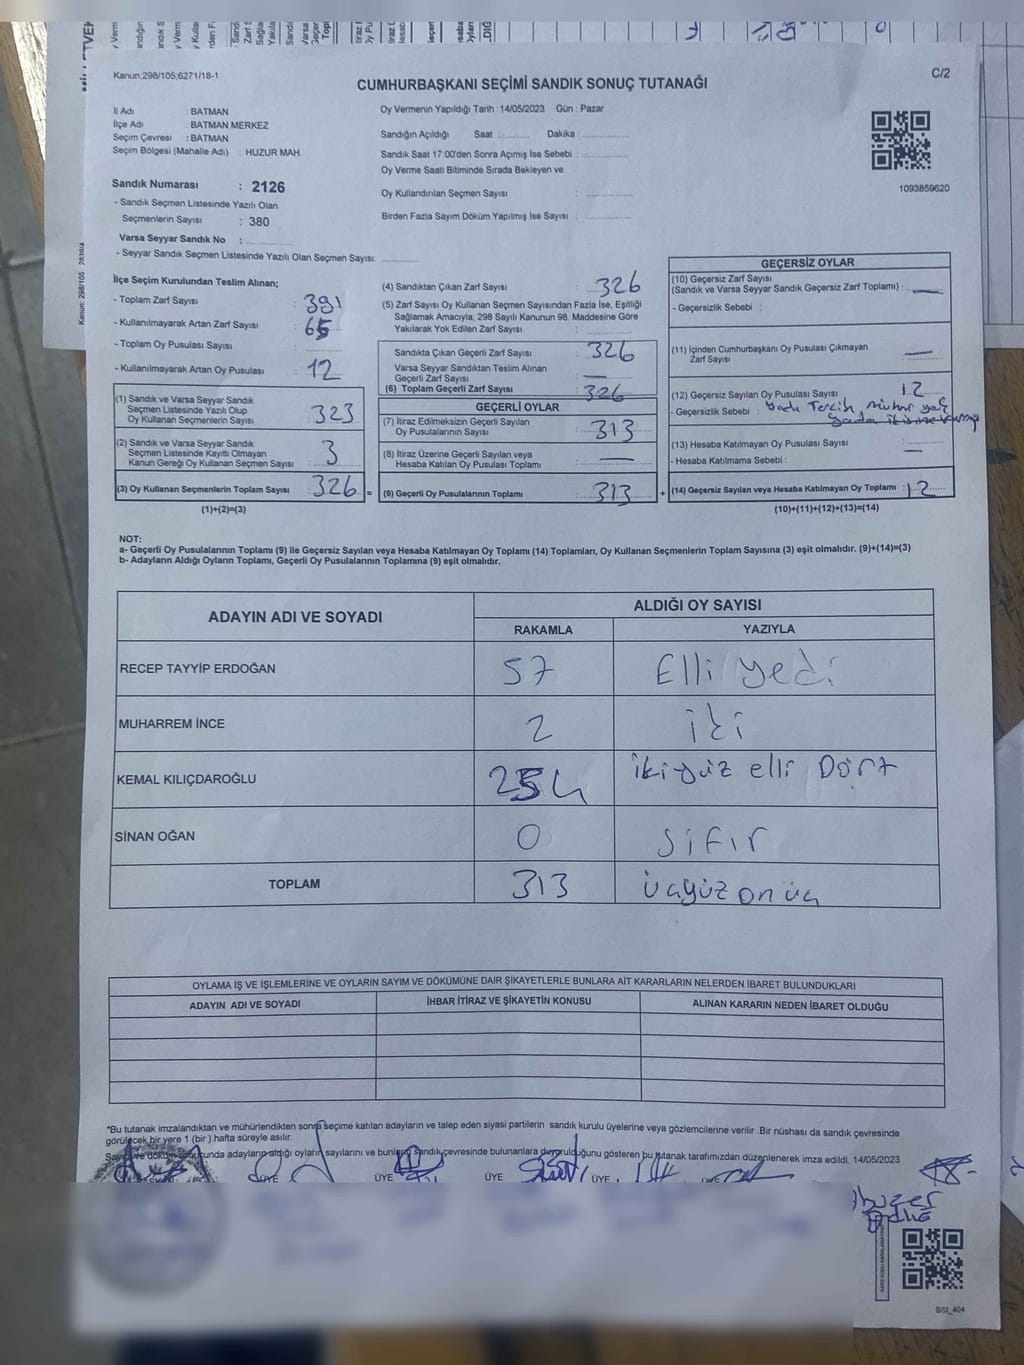 Kanun:298/105;6271/18-1
C/2
CUMHURBAŞKANI SEÇİMİ SANDIK SONUÇ TUTANAĞI
İl Adı BATMAN
İlçe Adı : BATMAN MERKEZ
Seçim Çevresi : BATMAN
Seçim Bölgesi (Mahalle Adı) : HUZUR MAH.
Sandık Numarası : 2126
- Sandık Seçmen Listesinde Yazılı Olan
Seçmenlerin Sayısı : 380
Varsa Seyyar Sandık No :
- Seyyar Sandık Seçmen Listesinde Yazılı Olan Seçmen Sayısı:
Oy Vermenin Yapıldığı Tarih : 14/05/2023 Gün : Pazar
Sandığın Açıldığı Saat Dakika :
Sandık Saat 17:00'den Sonra Açımış İse Sebebi :
Oy Verme Saati Bitiminde Sırada Bekleyen ve
Oy Kullandırılan Seçmen Sayısı :
Birden Fazla Sayım Döküm Yapılmış İse Sayısı :
1093859620
İlçe Seçim Kurulundan Teslim Alınan;
- Toplam Zarf Sayısı : 391
- Kullanılmayarak Artan Zarf Sayısı : 65
- Toplam Oy Pusulası Sayısı :
- Kullanılmayarak Artan Oy Pusulası : 12
(1) Sandık ve Varsa Seyyar Sandık
Seçmen Listesinde Yazılı Olup
Oy Kullanan Seçmenlerin Sayısı : 323
(2) Sandık ve Varsa Seyyar Sandık
Seçmen Listesinde Kayıtlı Olmayan
Kanun Gereği Oy Kullanan Seçmen Sayısı : 3
(3) Oy Kullanan Seçmenlerin Toplam Sayısı : 326 =
(1)+(2)=(3)
(4) Sandıktan Çıkan Zarf Sayısı : 326
(5) Zarf Sayısı Oy Kullanan Seçmen Sayısından Fazla İse, Eşitliği
Sağlamak Amacıyla, 298 Sayılı Kanunun 98. Maddesine Göre
Yakılarak Yok Edilen Zarf Sayısı :
Sandıkta Çıkan Geçerli Zarf Sayısı : 326
Varsa Seyyar Sandıktan Teslim Alınan
Geçerli Zarf Sayısı : —
(6) Toplam Geçerli Zarf Sayısı : 326
GEÇERLİ OYLAR
(7) İtiraz Edilmeksizin Geçerli Sayılan
Oy Pusulalarının Sayısı : 313
(8) İtiraz Üzerine Geçerli Sayılan veya
Hesaba Katılan Oy Pusulası Toplamı : —
(9) Geçerli Oy Pusulalarının Toplamı : 313 +
GEÇERSİZ OYLAR
(10) Geçersiz Zarf Sayısı
(Sandık ve Varsa Seyyar Sandık Geçersiz Zarf Toplamı) : —
- Geçersizlik Sebebi :
(11) İçinden Cumhurbaşkanı Oy Pusulası Çıkmayan
Zarf Sayısı : —
(12) Geçersiz Sayılan Oy Pusulası Sayısı : 12
- Geçersizlik Sebebi : Tercih mühür yok
(13) Hesaba Katılmayan Oy Pusulası Sayısı : —
- Hesaba Katılmama Sebebi :
(14) Geçersiz Sayılan veya Hesaba Katılmayan Oy Toplamı : 12
(10)+(11)+(12)+(13)=(14)
NOT:
a- Geçerli Oy Pusulalarının Toplamı (9) ile Geçersiz Sayılan veya Hesaba Katılmayan Oy Toplamı (14) Toplamları, Oy Kullanan Seçmenlerin Toplam Sayısına (3) eşit olmalıdır. (9)+(14)=(3)
b- Adayların Aldığı Oyların Toplamı, Geçerli Oy Pusulalarının Toplamına (9) eşit olmalıdır.
ADAYIN ADI VE SOYADI ALDIĞI OY SAYISI
RAKAMLA YAZIYLA
RECEP TAYYİP ERDOĞAN 57 Elli yedi
MUHARREM İNCE 2 iki
KEMAL KILIÇDAROĞLU 254 ikiyüz elli Dört
SİNAN OĞAN 0 sıfır
TOPLAM 313 üçyüz on üç
OYLAMA İŞ VE İŞLEMLERİNE VE OYLARIN SAYIM VE DÖKÜMÜNE DAİR ŞİKAYETLERLE BUNLARA AİT KARARLARIN NELERDEN İBARET BULUNDUKLARI
ADAYIN ADI VE SOYADI İHBAR İTİRAZ VE ŞİKAYETİN KONUSU ALINAN KARARIN NEDEN İBARET OLDUĞU
*Bu tutanak imzalandıktan ve mühürlendikten sonra seçime katılan adayların ve talep eden siyasi partilerin sandık kurulu üyelerine veya gözlemcilerine verilir .Bir nüshası da sandık çevresinde
görülecek bir yere 1 (bir ) hafta süreyle asılır.
Sayım ve döküm sonucunda adayların aldığı oyların sayılarını ve bunların sandık çevresinde bulunanlara duyurulduğunu gösteren bu tutanak tarafımızdan düzenlenerek imza edildi. 14/05/2023
ÜYE ÜYE ÜYE ÜYE ÜYE
SSI_404